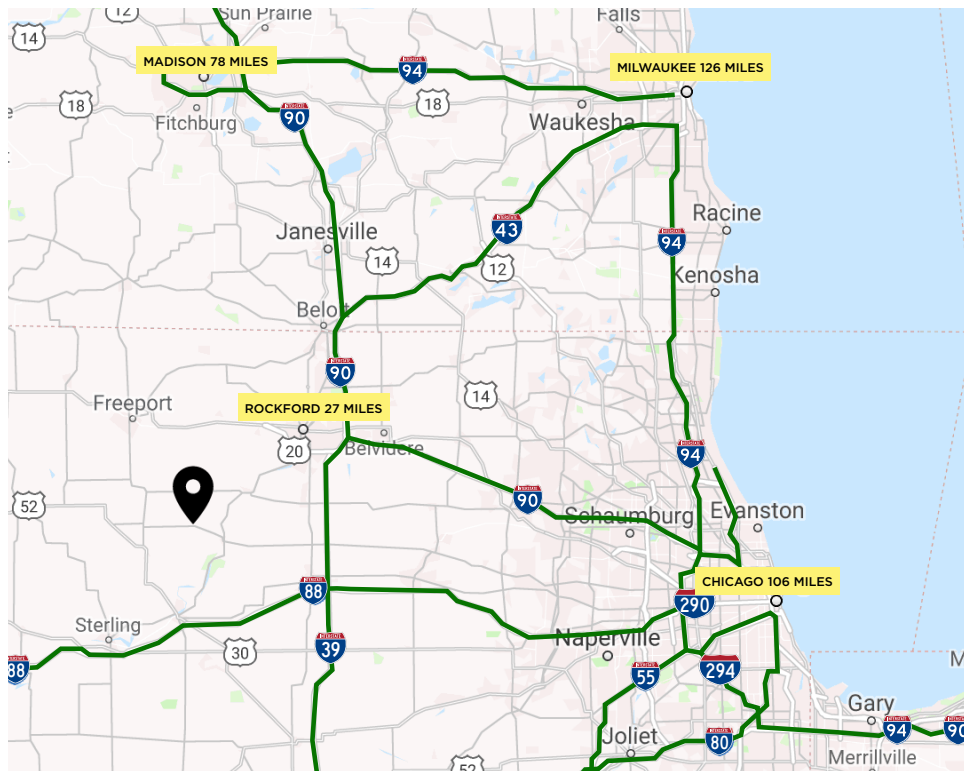 12
Sun Prairie
Falls
14
MADISON 78 MILES
94
MILWAUKEE 126 MILES
18
18
Fitchburg
90
Waukesha
Racine
43
94
Janesville
14
12
Kenosha
Beloit
90
14
Freeport
ROCKFORD 27 MILES
20
Belvidere
94
52
90
Schaumburg
Evanston
88
CHICAGO 106 MILES
290
Sterling
30
39
Naperville
88
55
294
M
Gary
Joliet
80
94
90
Merrillville
52